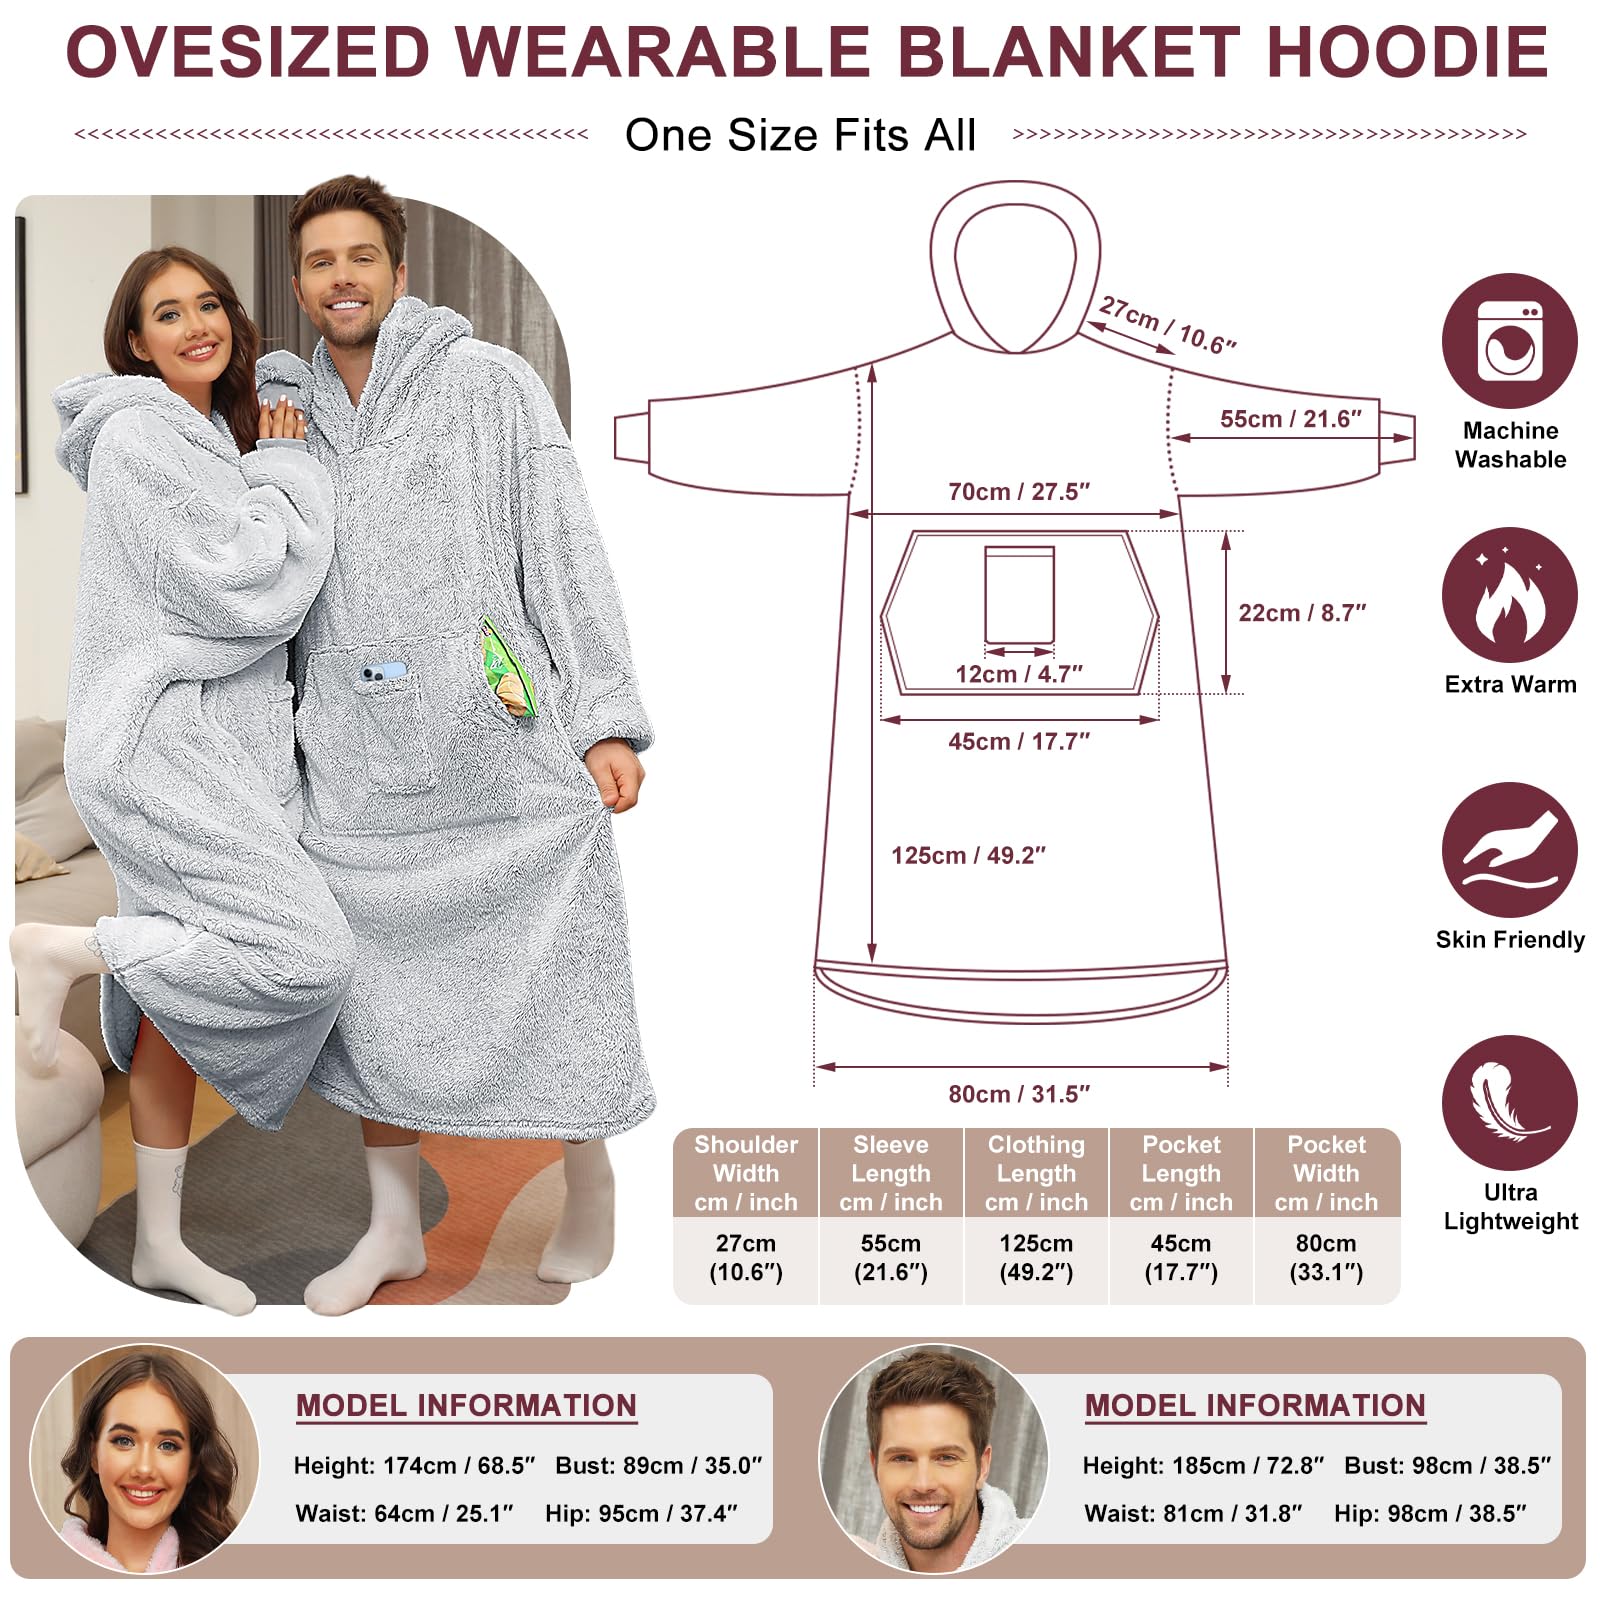 OVESIZED WEARABLE BLANKET HOODIE
<<<<<<<<<<<<<<<<<<<<<<<<<<<<<<<<<<<<<< One Size Fits All >>>>>>>>>>>>>>>>>>>>>>>>>>>>>>>>>>>>>>
27cm / 10.6″
55cm / 21.6″
70cm / 27.5″
22cm / 8.7″
12cm / 4.7″
45cm / 17.7″
125cm / 49.2″
80cm / 31.5″
Machine
Washable
Extra Warm
Skin Friendly
Ultra
Lightweight
Shoulder Sleeve Clothing Pocket Pocket
Width Length Length Length Width
cm / inch cm / inch cm / inch cm / inch cm / inch
27cm 55cm 125cm 45cm 80cm
(10.6″) (21.6″) (49.2″) (17.7″) (33.1″)
MODEL INFORMATION
Height: 174cm / 68.5″ Bust: 89cm / 35.0″
Waist: 64cm / 25.1″ Hip: 95cm / 37.4″
MODEL INFORMATION
Height: 185cm / 72.8″ Bust: 98cm / 38.5″
Waist: 81cm / 31.8″ Hip: 98cm / 38.5″